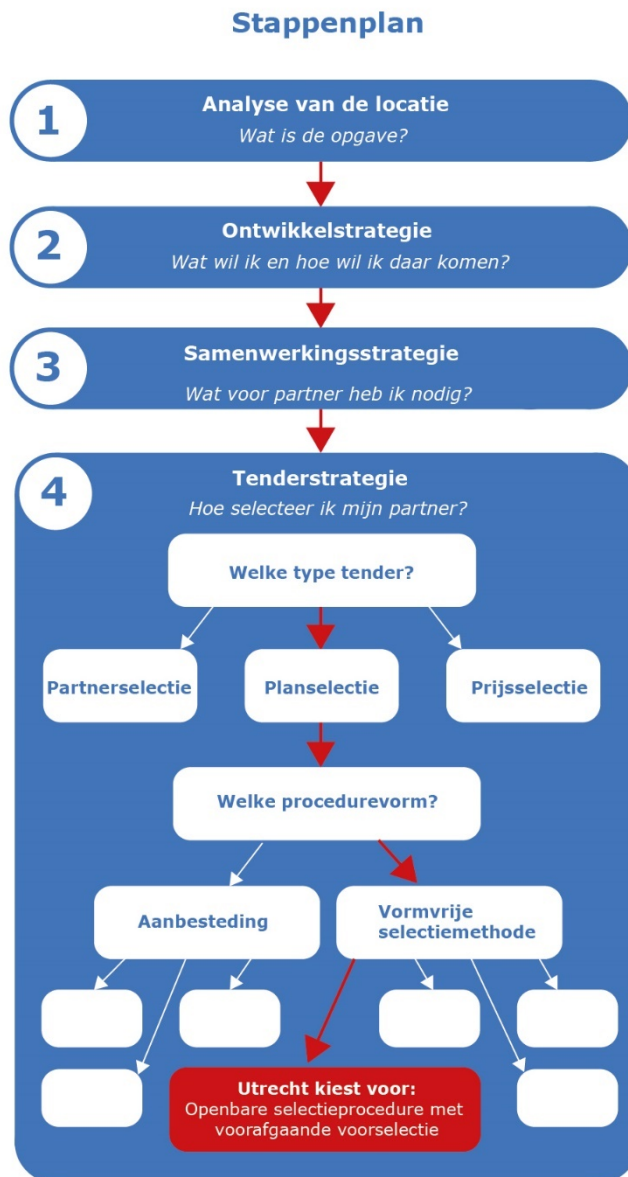 Stappenplan
1
Analyse van de locatie
Wat is de opgave?
2
Ontwikkelstrategie
Wat wil ik en hoe wil ik daar komen?
3
Samenwerkingsstrategie
Wat voor partner heb ik nodig?
4
Tenderstrategie
Hoe selecteer ik mijn partner?
Welke type tender?
Partnerselectie
Planselectie
Prijsselectie
Welke procedurevorm?
Aanbesteding
Vormvrije
selectiemethode
Utrecht kiest voor:
Openbare selectieprocedure met
voorafgaande voorselectie